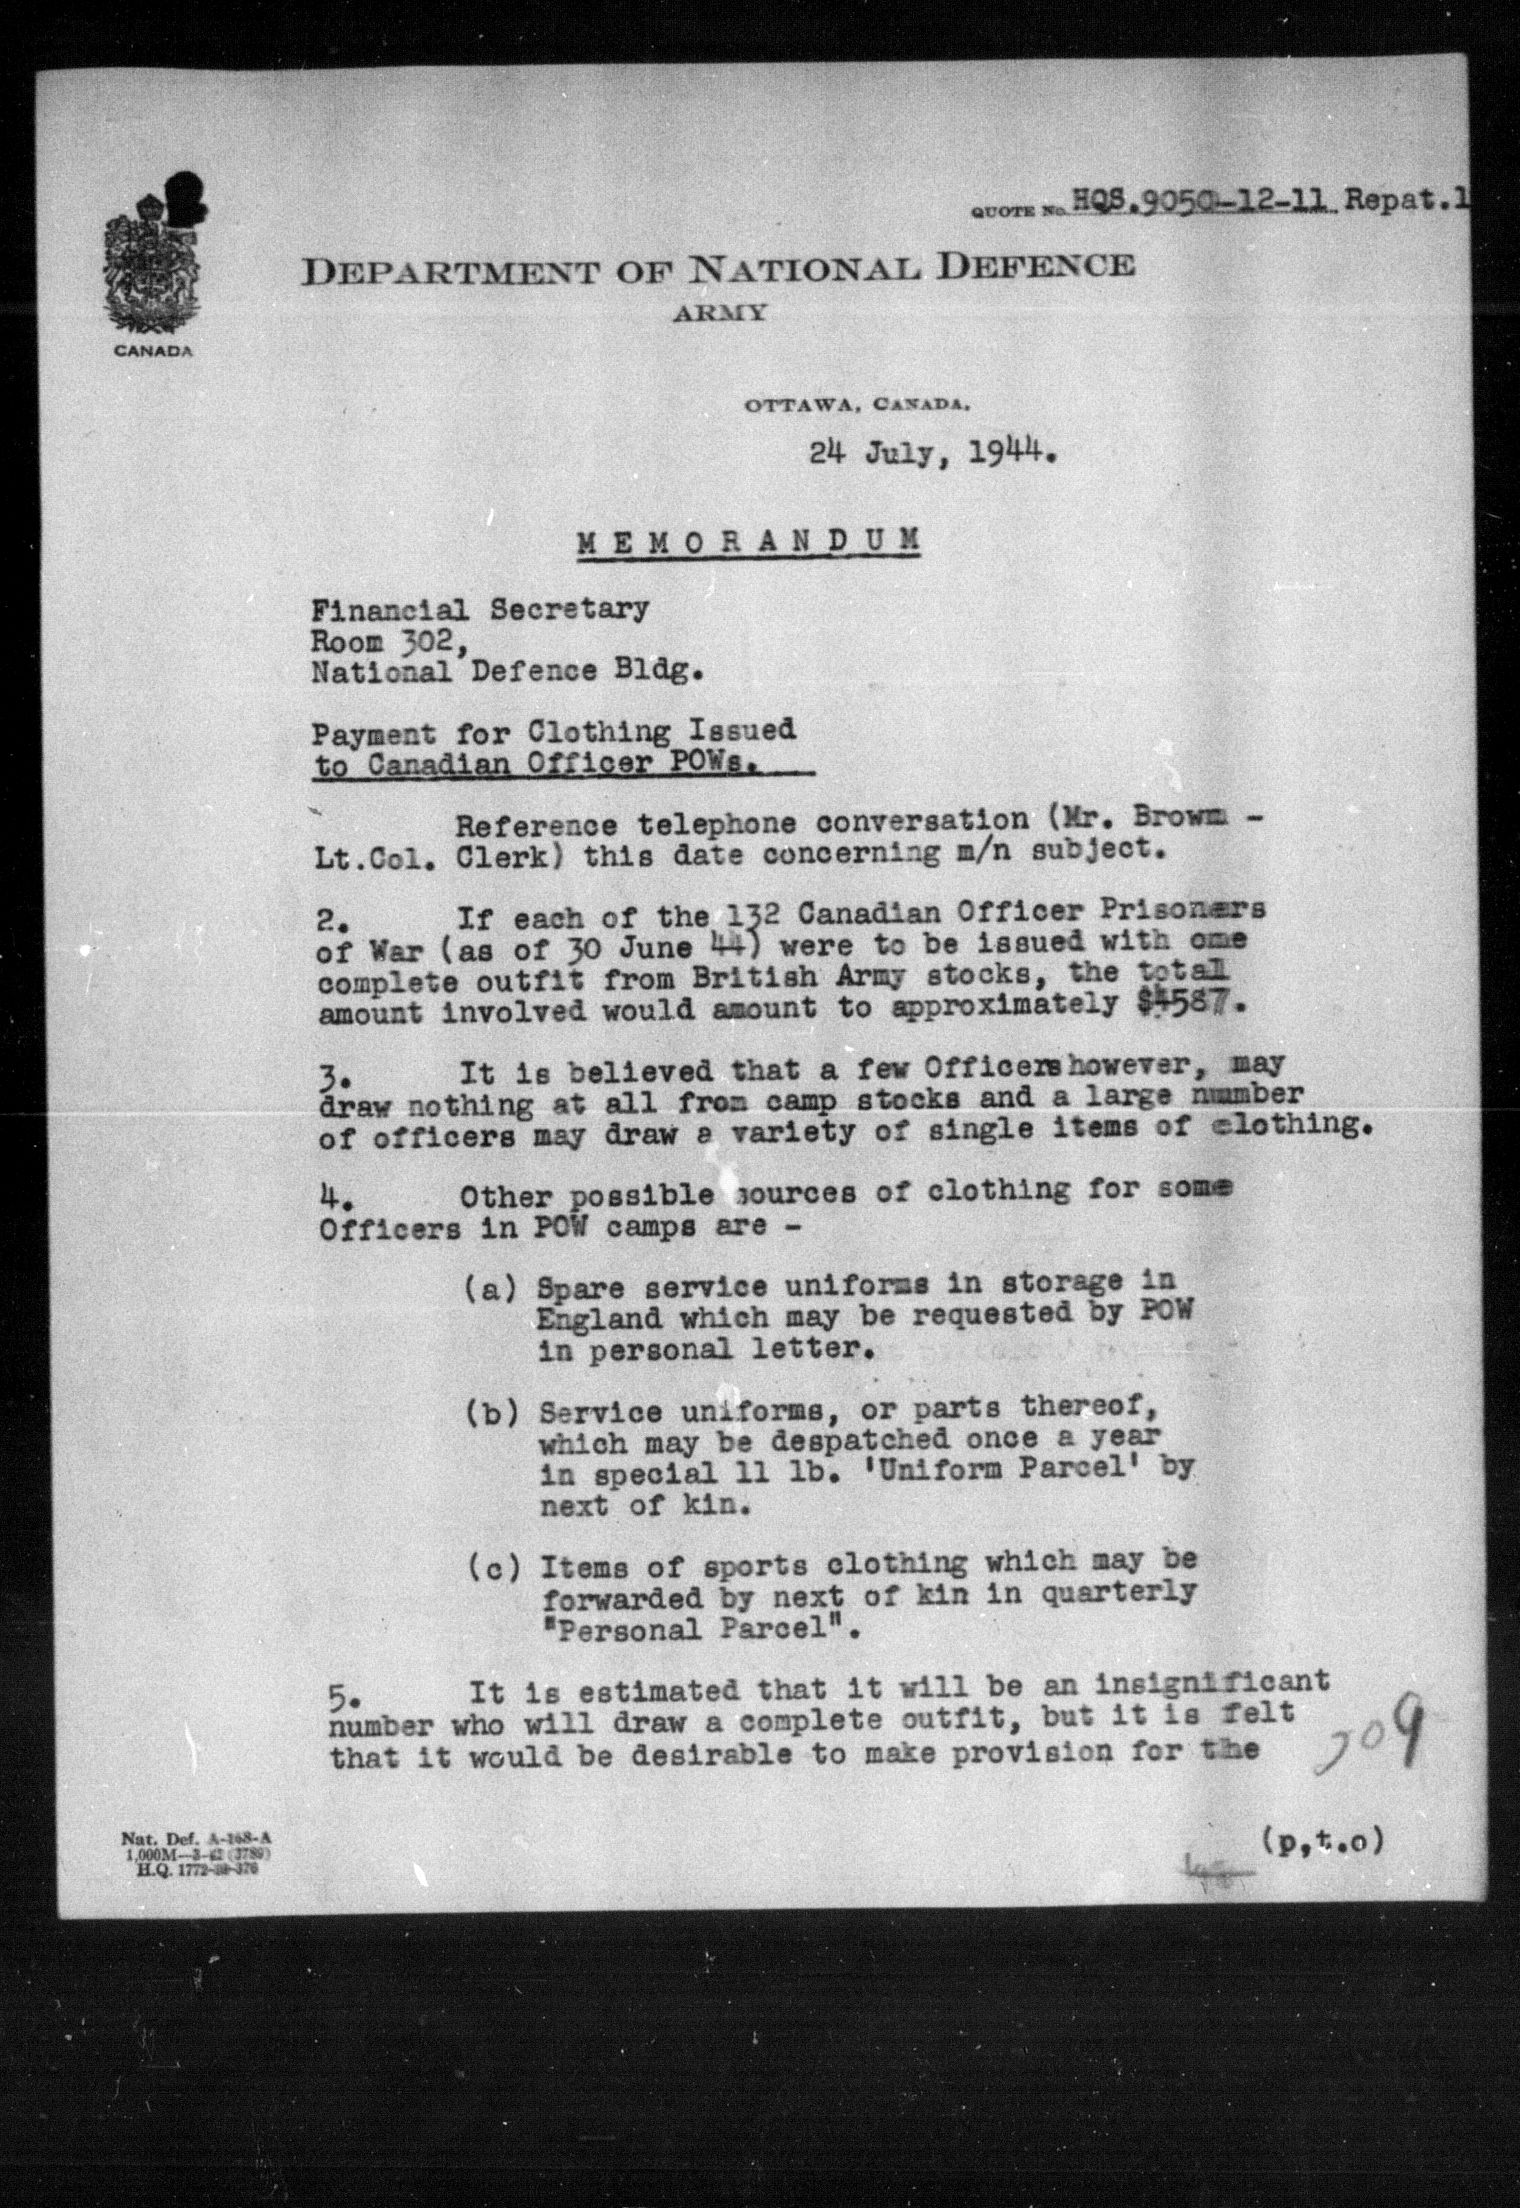 QUOTE No. HQS.9050-12-11 Repat.1
DEPARTMENT OF NATIONAL DEFENCE
ARMY
CANADA
OTTAWA, CANADA,
24 July, 1944.
MEMORANDUM
Financial Secretary
Room 302,
National Defence Bldg.
Payment for Clothing Issued
to Canadian Officer POWs.
Reference telephone conversation (Mr. Brown -
Lt.Col. Clerk) this date concerning m/n subject.
2. If each of the 132 Canadian Officer Prisoners
of War (as of 30 June 44) were to be issued with one
complete outfit from British Army stocks, the total
amount involved would amount to approximately $4587.
3. It is believed that a few Officers however, may
draw nothing at all from camp stocks and a large number
of officers may draw a variety of single items of clothing.
4. Other possible sources of clothing for some
Officers in POW camps are -
(a) Spare service uniforms in storage in
England which may be requested by POW
in personal letter.
(b) Service uniforms, or parts thereof,
which may be despatched once a year
in special 11 lb. 'Uniform Parcel' by
next of kin.
(c) Items of sports clothing which may be
forwarded by next of kin in quarterly
"Personal Parcel".
5. It is estimated that it will be an insignificant
number who will draw a complete outfit, but it is felt
that it would be desirable to make provision for the
309
(p.t.o)
Nat. Def. A-168-A
1,000M—3-42 (3789)
H.Q. 1772-39-376